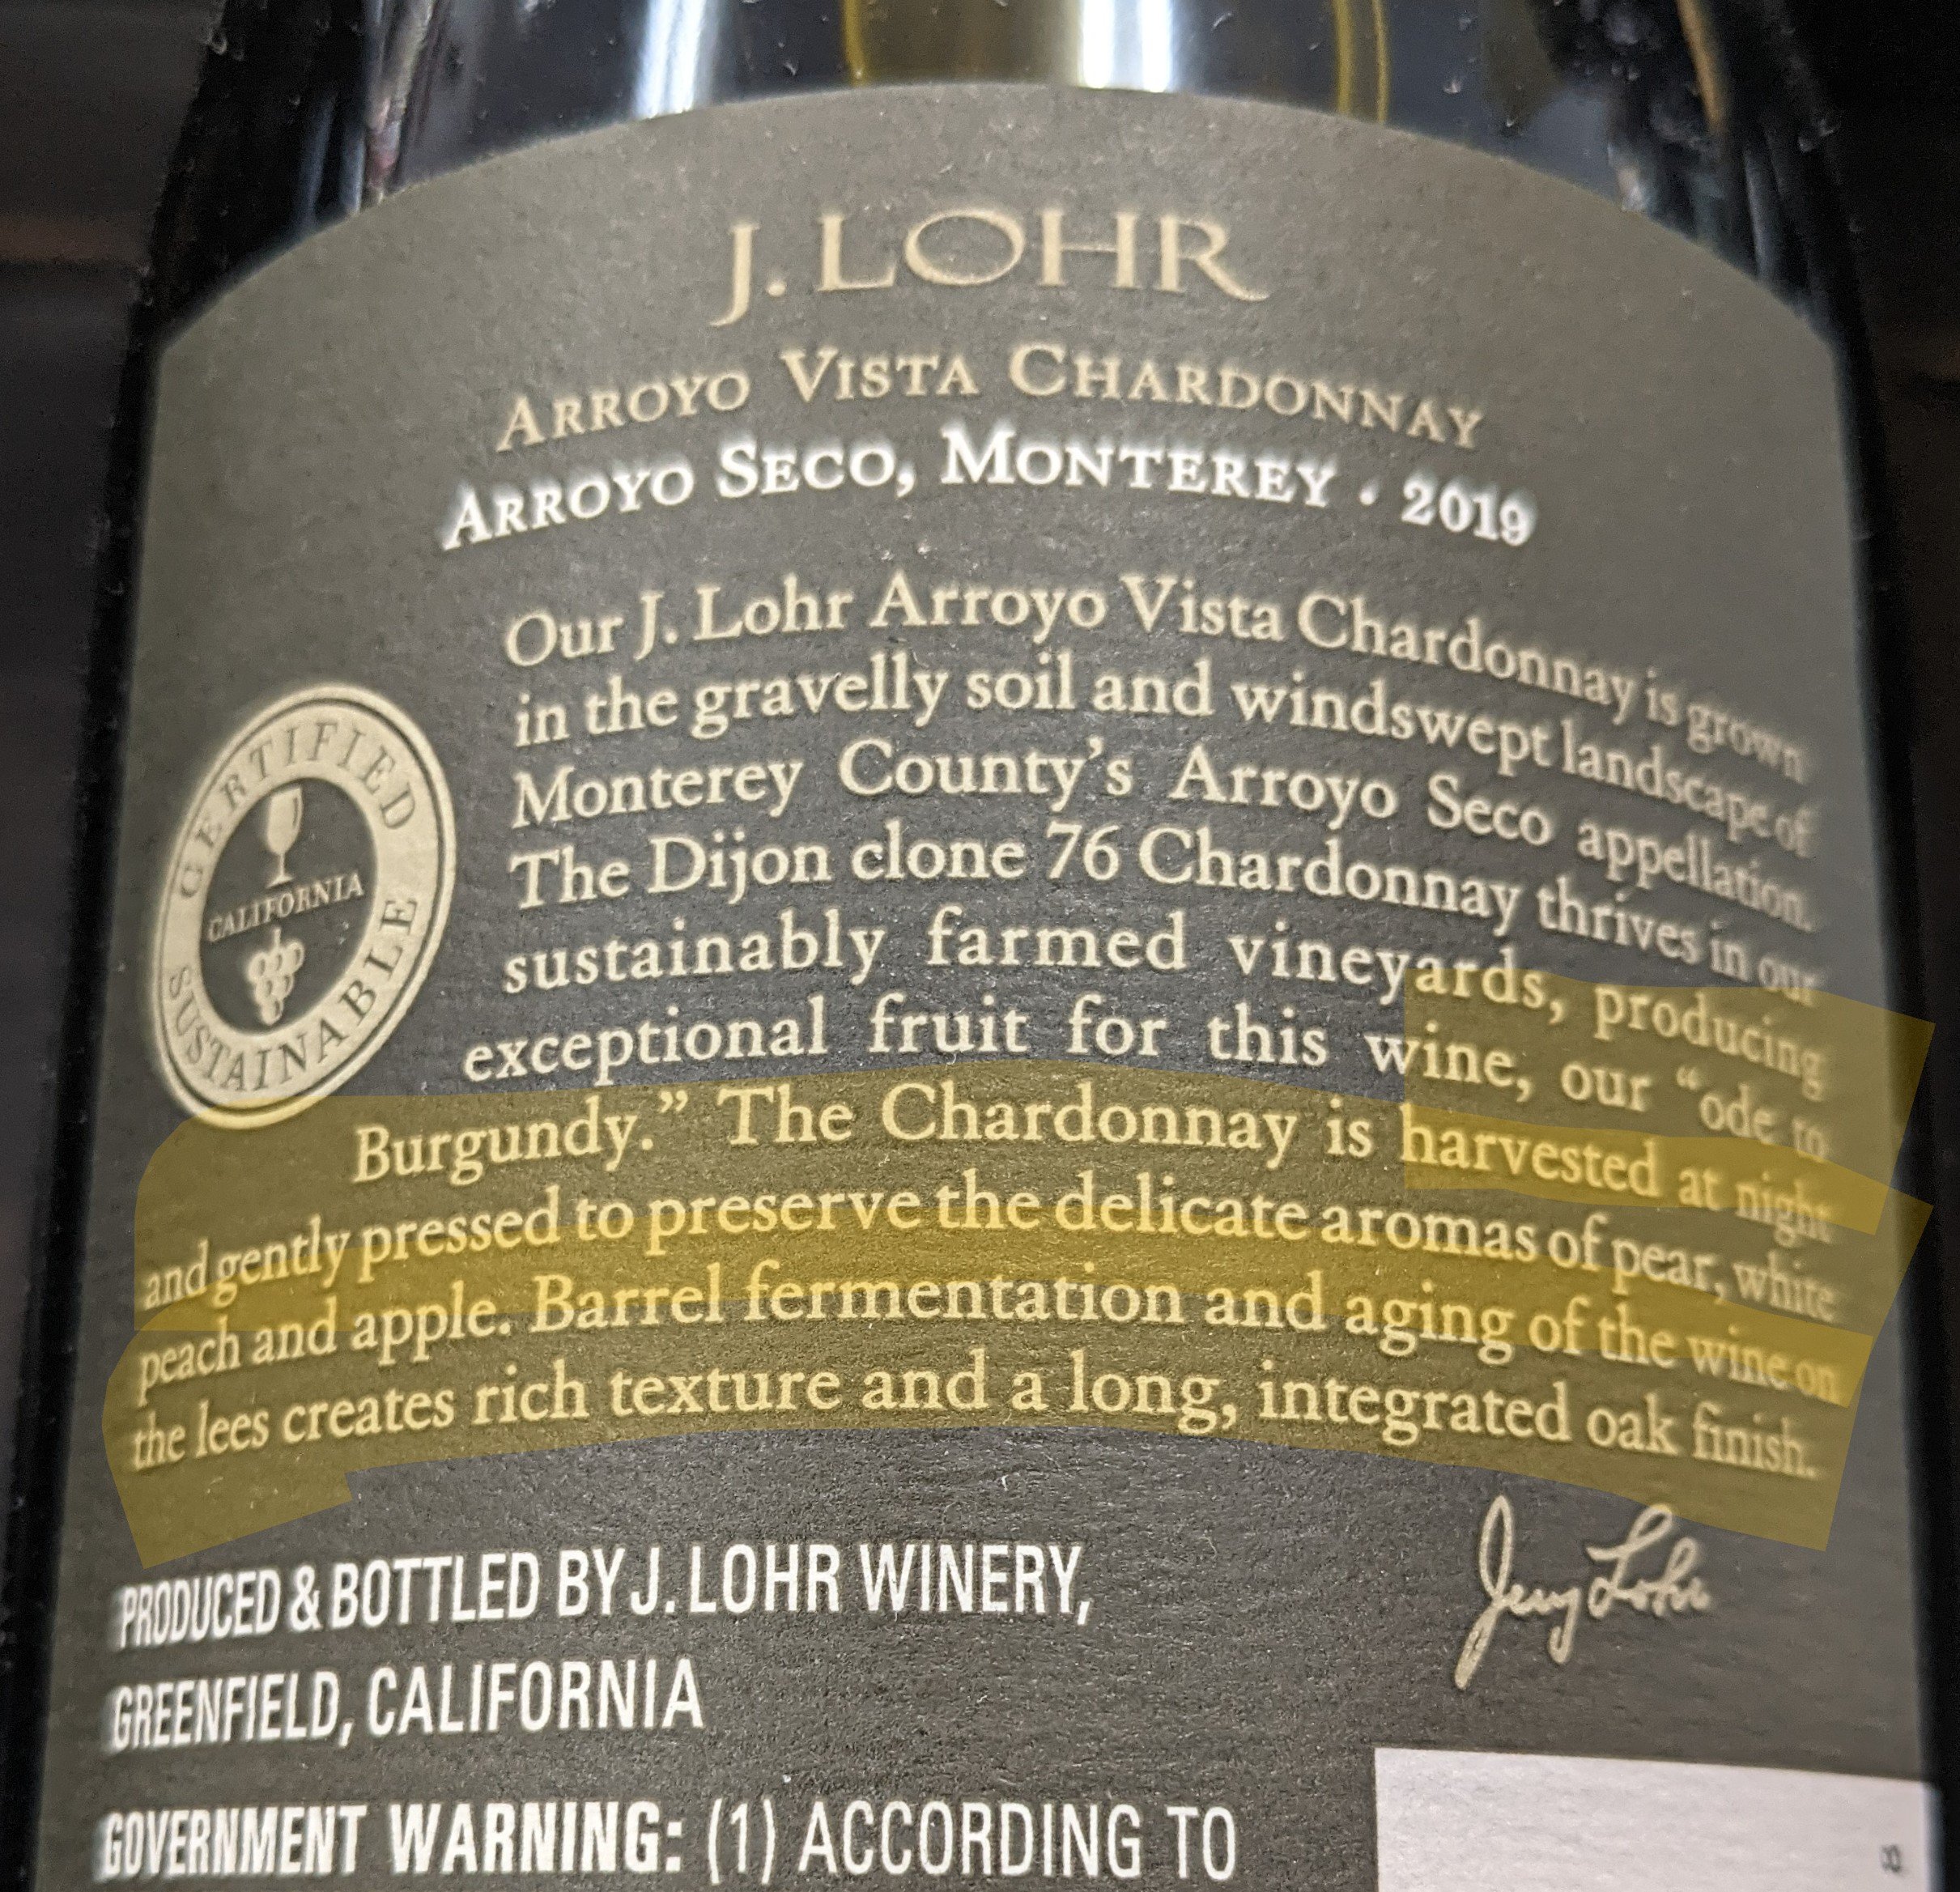 J. LOHR
ARROYO VISTA CHARDONNAY
ARROYO SECO, MONTEREY · 2019
Our J. Lohr Arroyo Vista Chardonnay is grown
in the gravelly soil and windswept landscape of
Monterey County's Arroyo Seco appellation.
The Dijon clone 76 Chardonnay thrives in our
sustainably farmed vineyards, producing
exceptional fruit for this wine, our “ode to
Burgundy.” The Chardonnay is harvested at night
and gently pressed to preserve the delicate aromas of pear, white
peach and apple. Barrel fermentation and aging of the wine on
the lees creates rich texture and a long, integrated oak finish.
CERTIFIED
CALIFORNIA
SUSTAINABLE
Jerry Lohr
PRODUCED & BOTTLED BY J. LOHR WINERY,
GREENFIELD, CALIFORNIA
GOVERNMENT WARNING: (1) ACCORDING TO